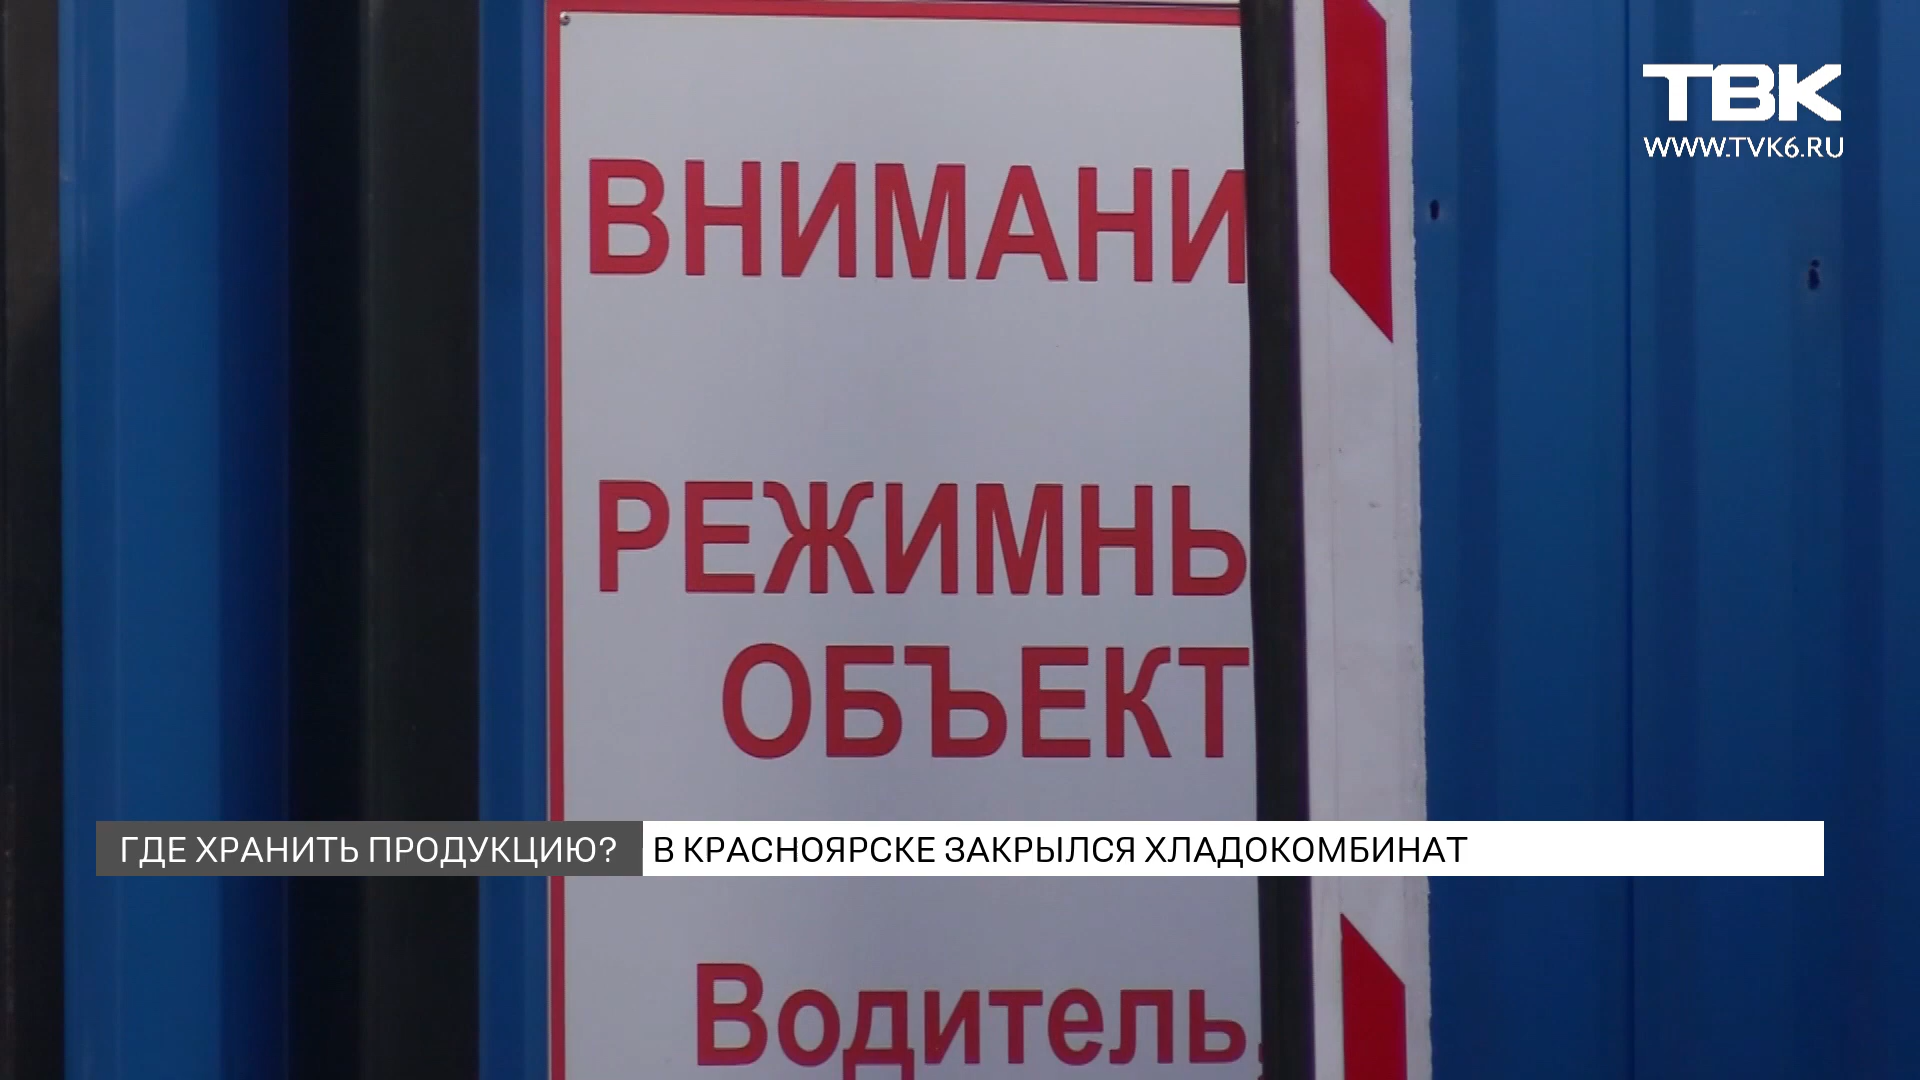 ТВК
WWW.TVK6.RU
ВНИМАНИ
РЕЖИМНЬ
ОБЪЕКТ
ГДЕ ХРАНИТЬ ПРОДУКЦИЮ? В КРАСНОЯРСКЕ ЗАКРЫЛСЯ ХЛАДОКОМБИНАТ
Водитель